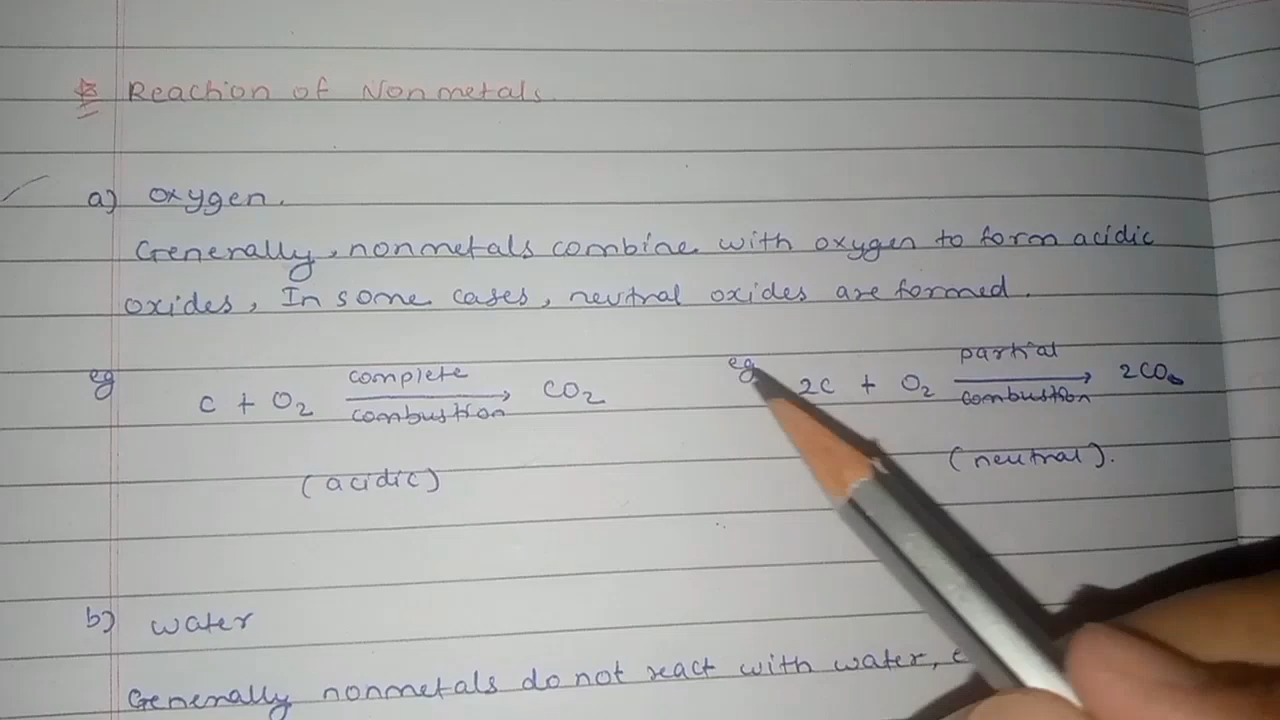 Reaction of Nonmetals
a) oxygen.
Generally, nonmetals combine with oxygen to form acidic
oxides, In some cases, neutral oxides are formed.
eg C + O2 complete combustion → CO2
(acidic)
eg 2C + O2 partial combustion → 2CO
(neutral).
b) water
Generally nonmetals do not react with water,